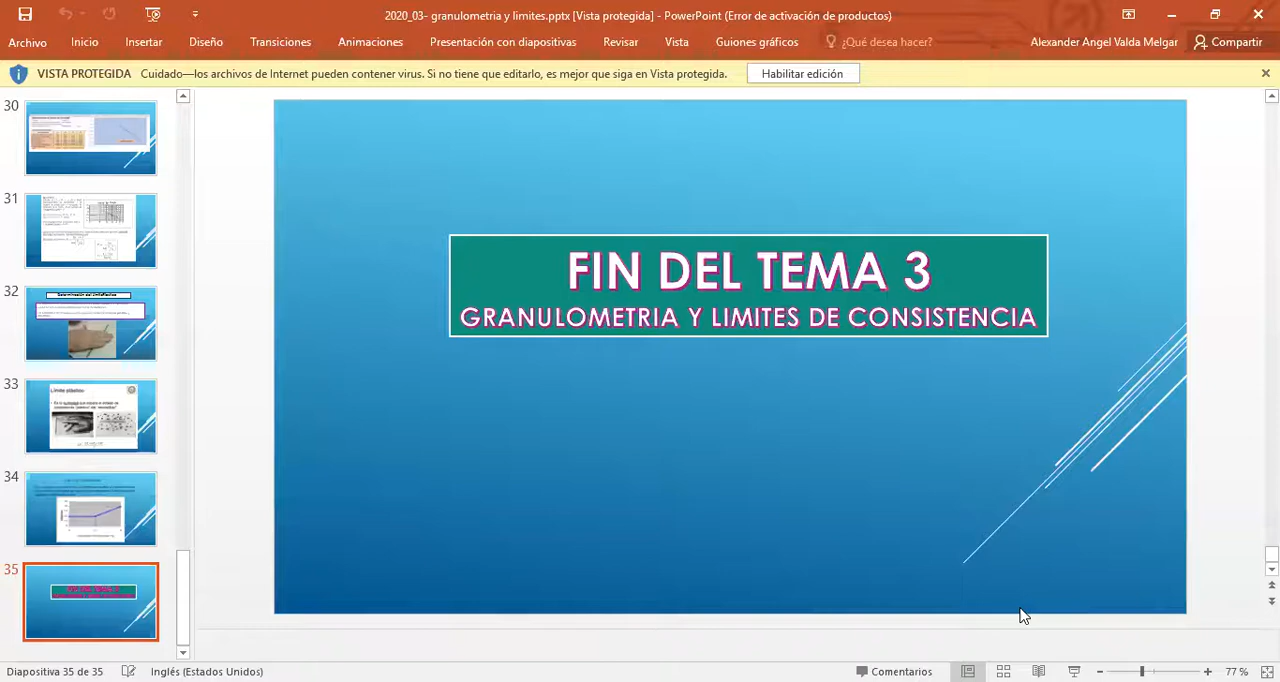 2020_03- granulometria y limites.pptx [Vista protegida] - PowerPoint (Error de activación de productos)
Archivo Inicio Insertar Diseño Transiciones Animaciones Presentación con diapositivas Revisar Vista Guiones gráficos ¿Qué desea hacer? Alexander Angel Valda Melgar Compartir
VISTA PROTEGIDA Cuidado—los archivos de Internet pueden contener virus. Si no tiene que editarlo, es mejor que siga en Vista protegida. Habilitar edición
30
31
32
Determinación del
33
Límite plástico
34
35
FIN DEL TEMA 3
GRANULOMETRIA Y LIMITES DE CONSISTENCIA
Diapositiva 35 de 35 Inglés (Estados Unidos) Comentarios 77 %